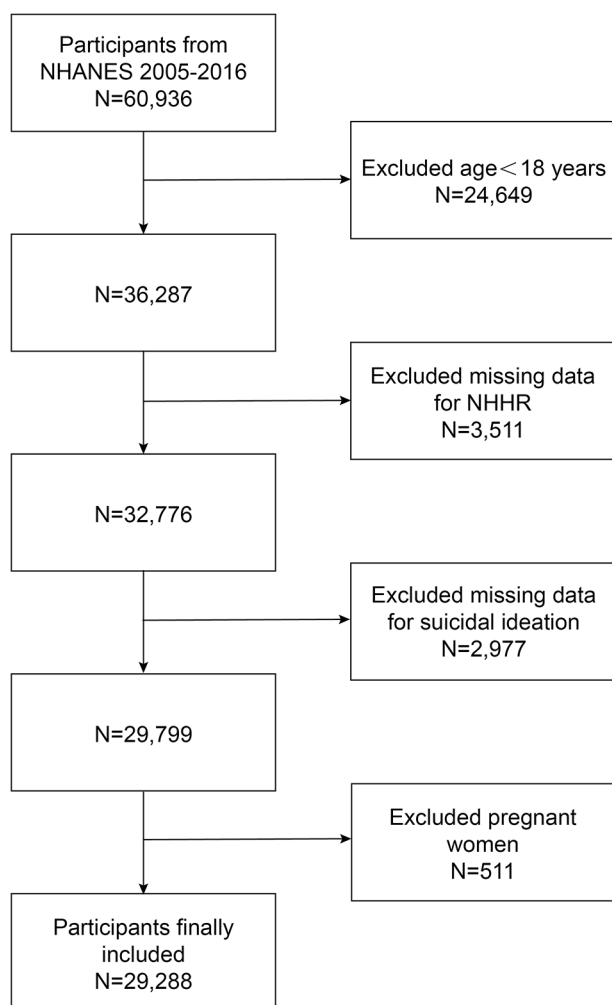 Participants from
NHANES 2005-2016
N=60,936
Excluded age<18 years
N=24,649
N=36,287
Excluded missing data
for NHHR
N=3,511
N=32,776
Excluded missing data
for suicidal ideation
N=2,977
N=29,799
Excluded pregnant
women
N=511
Participants finally
included
N=29,288